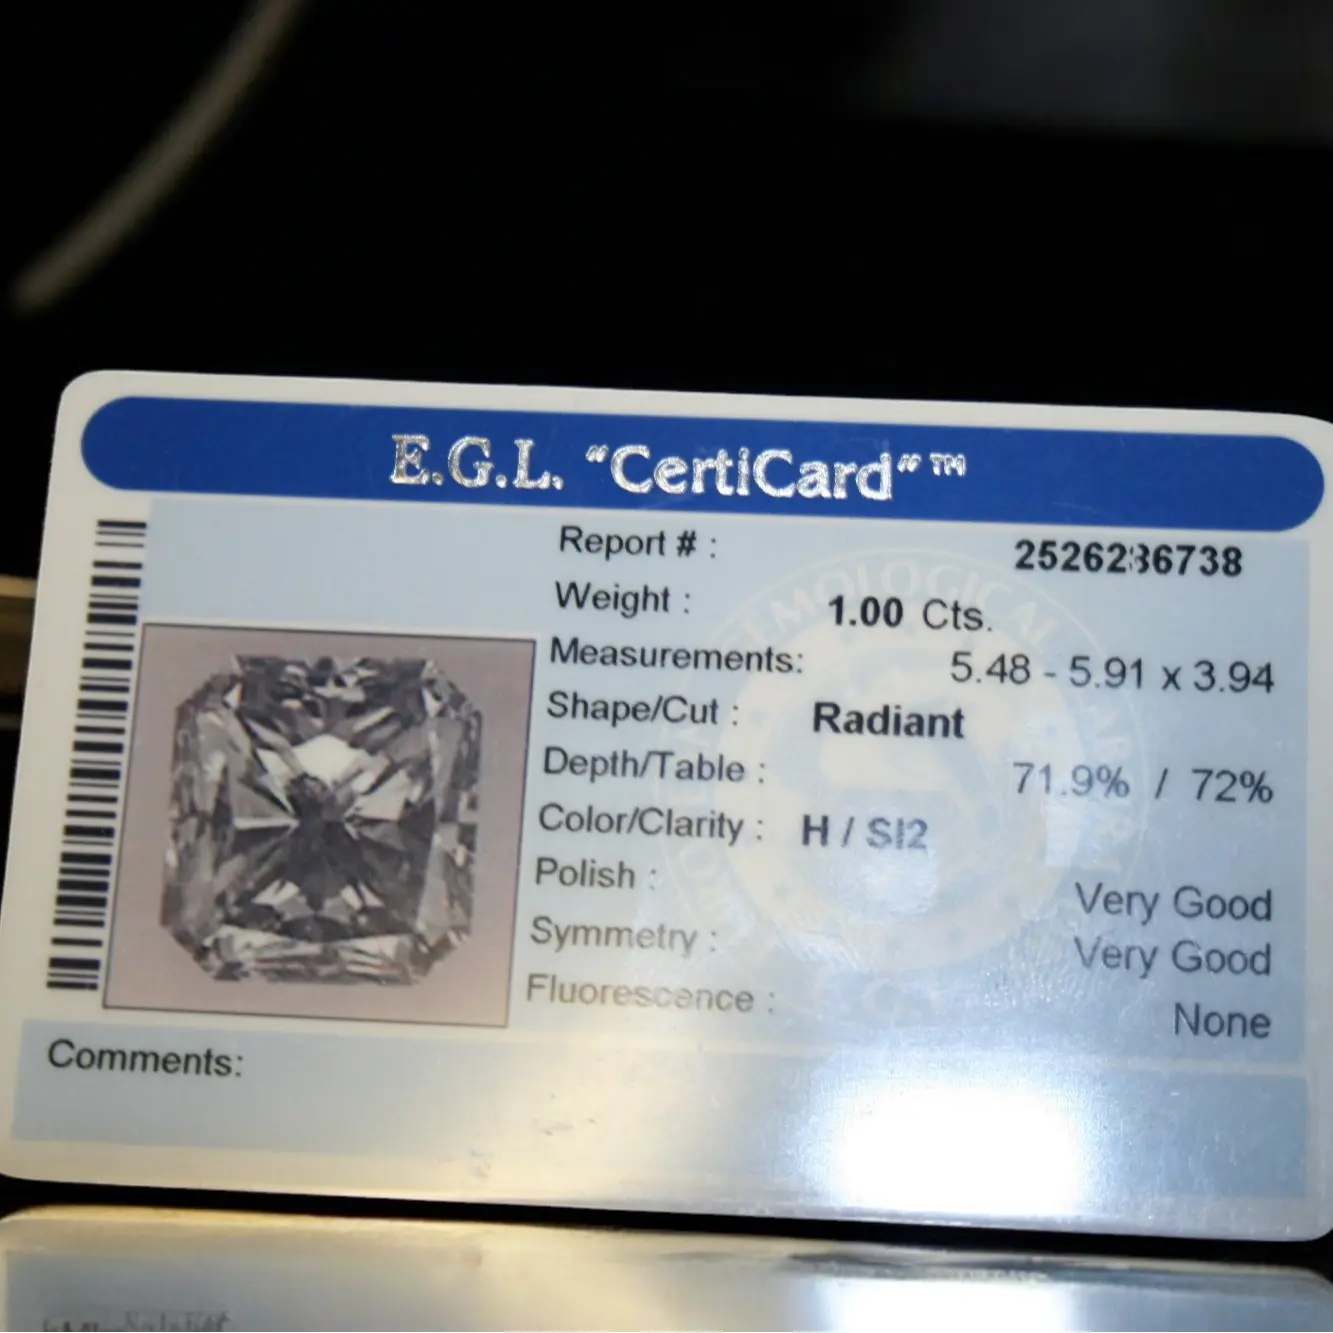 E.G.L. “CertiCard” ™
Report # : 2526236738
Weight : 1.00 Cts.
Measurements: 5.48 - 5.91 x 3.94
Shape/Cut : Radiant
Depth/Table : 71.9% / 72%
Color/Clarity : H / SI2
Polish : Very Good
Symmetry : Very Good
Fluorescence : None
Comments: